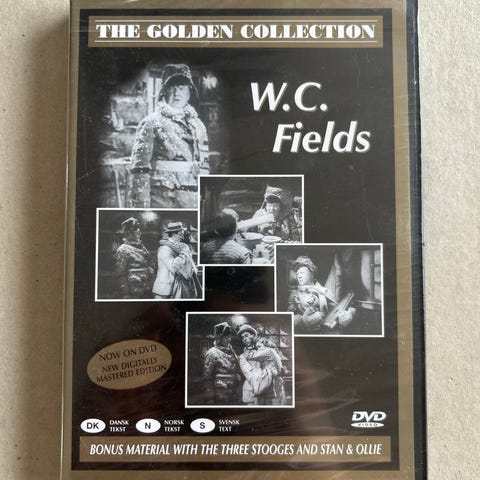 THE GOLDEN COLLECTION
W.C.
Fields
NOW ON DVD
NEW DIGITALLY
MASTERED EDITION
DK DANSK TEKST N NORSK TEKST S SVENSK TEXT
DVD
VIDEO
BONUS MATERIAL WITH THE THREE STOOGES AND STAN & OLLIE